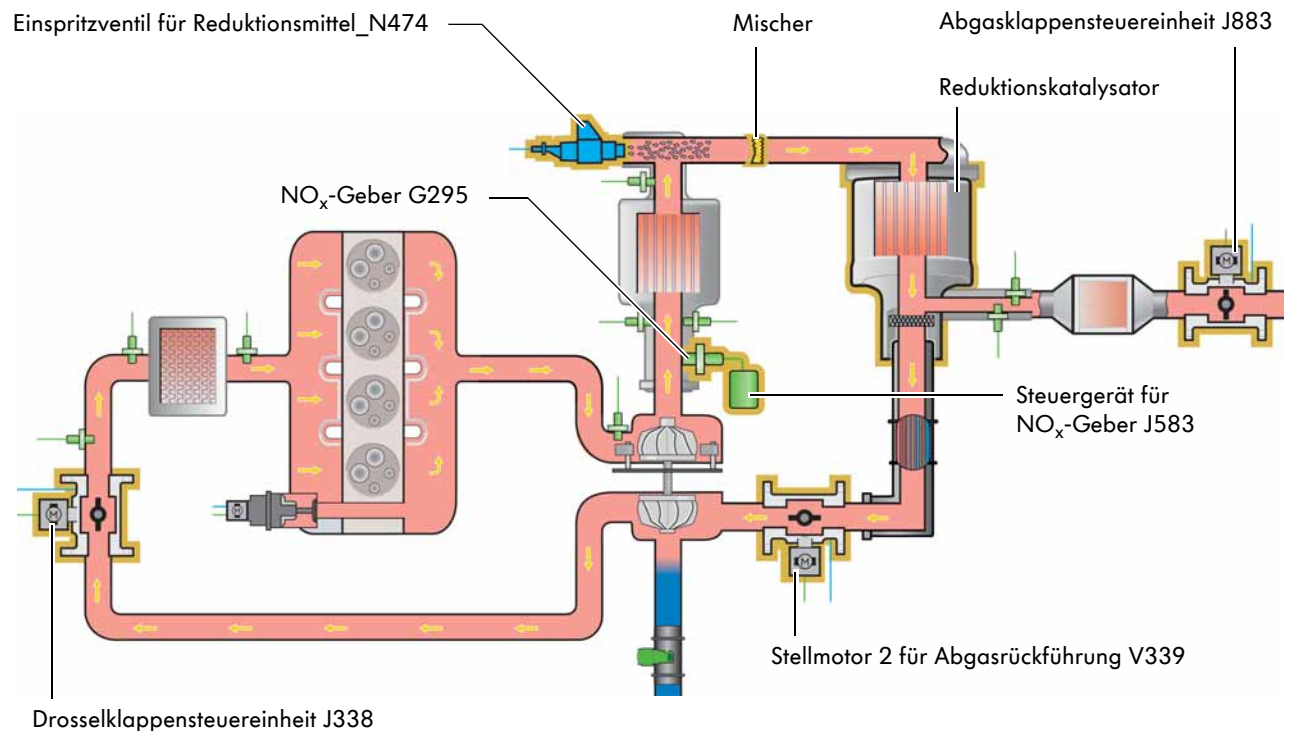 Einspritzventil für Reduktionsmittel_N474
Mischer
Abgasklappensteuereinheit J883
Reduktionskatalysator
NOx-Geber G295
M
Steuergerät für
NOx-Geber J583
M
M
M
Stellmotor 2 für Abgasrückführung V339
Drosselklappensteuereinheit J338